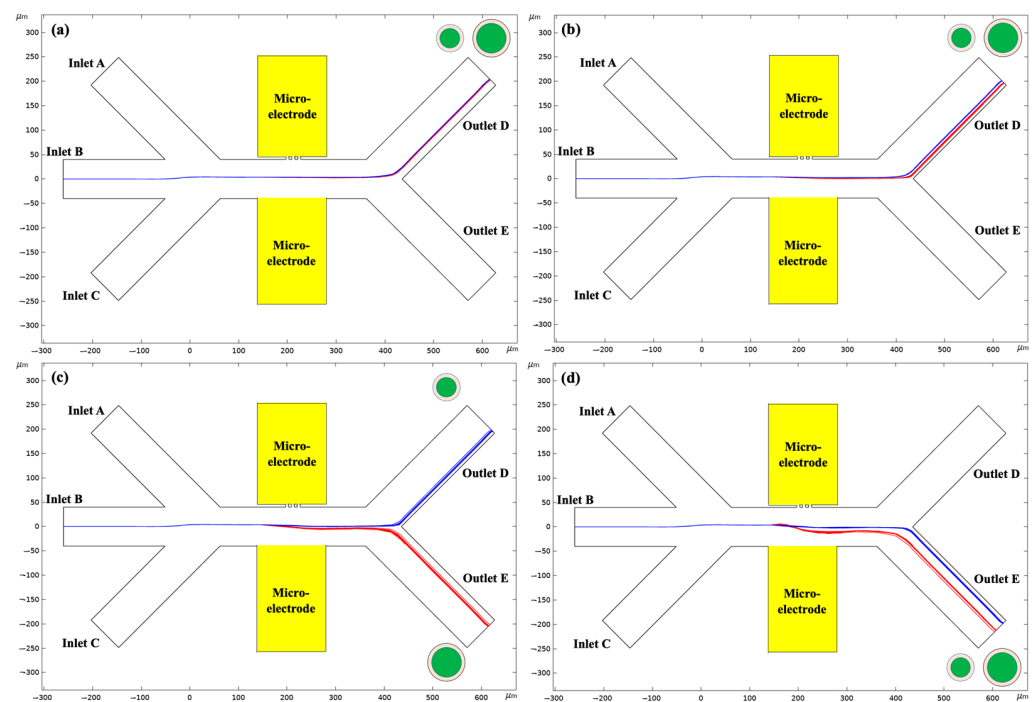 µm
(a)
300
250
200
150
100
50
0
−50
−100
−150
−200
−250
−300
Inlet A
Inlet B
Inlet C
Micro-
electrode
Micro-
electrode
Outlet D
Outlet E
−300 −200 −100 0 100 200 300 400 500 600 µm
µm
(b)
300
250
200
150
100
50
0
−50
−100
−150
−200
−250
−300
Inlet A
Inlet B
Inlet C
Micro-
electrode
Micro-
electrode
Outlet D
Outlet E
−300 −200 −100 0 100 200 300 400 500 600 µm
µm
(c)
300
250
200
150
100
50
0
−50
−100
−150
−200
−250
−300
Inlet A
Inlet B
Inlet C
Micro-
electrode
Micro-
electrode
Outlet D
Outlet E
−300 −200 −100 0 100 200 300 400 500 600 µm
µm
(d)
300
250
200
150
100
50
0
−50
−100
−150
−200
−250
−300
Inlet A
Inlet B
Inlet C
Micro-
electrode
Micro-
electrode
Outlet D
Outlet E
−300 −200 −100 0 100 200 300 400 500 600 µm